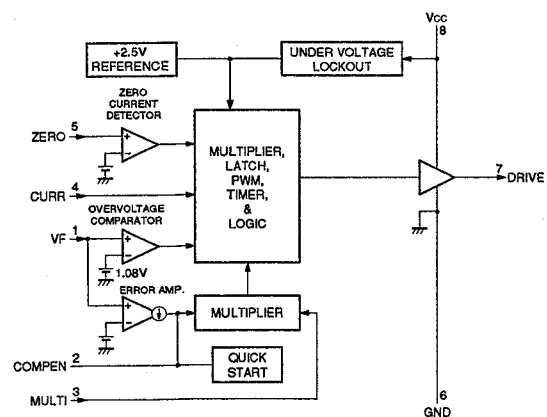 VCC
8
+2.5V
REFERENCE
UNDER VOLTAGE
LOCKOUT
ZERO
CURRENT
DETECTOR
ZERO 5
+
−
MULTIPLIER,
LATCH,
PWM,
TIMER,
&
LOGIC
7 DRIVE
CURR 4
OVERVOLTAGE
COMPARATOR
VF 1
+
−
1.08V
ERROR AMP.
+
−
MULTIPLIER
COMPEN 2
QUICK
START
MULTI 3
6
GND